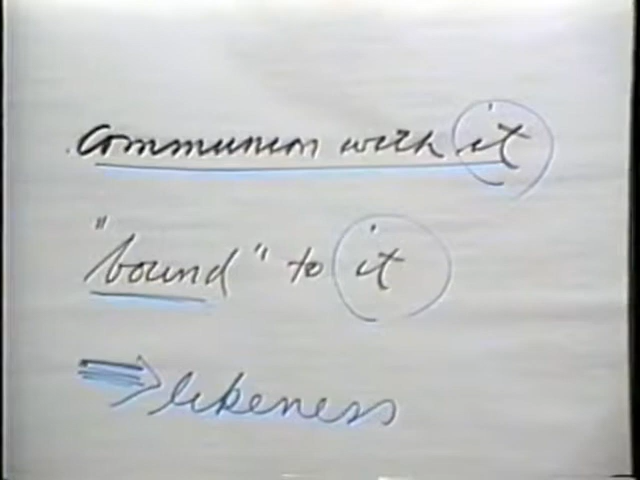 Communion with it
"bound" to it
⇒ likeness